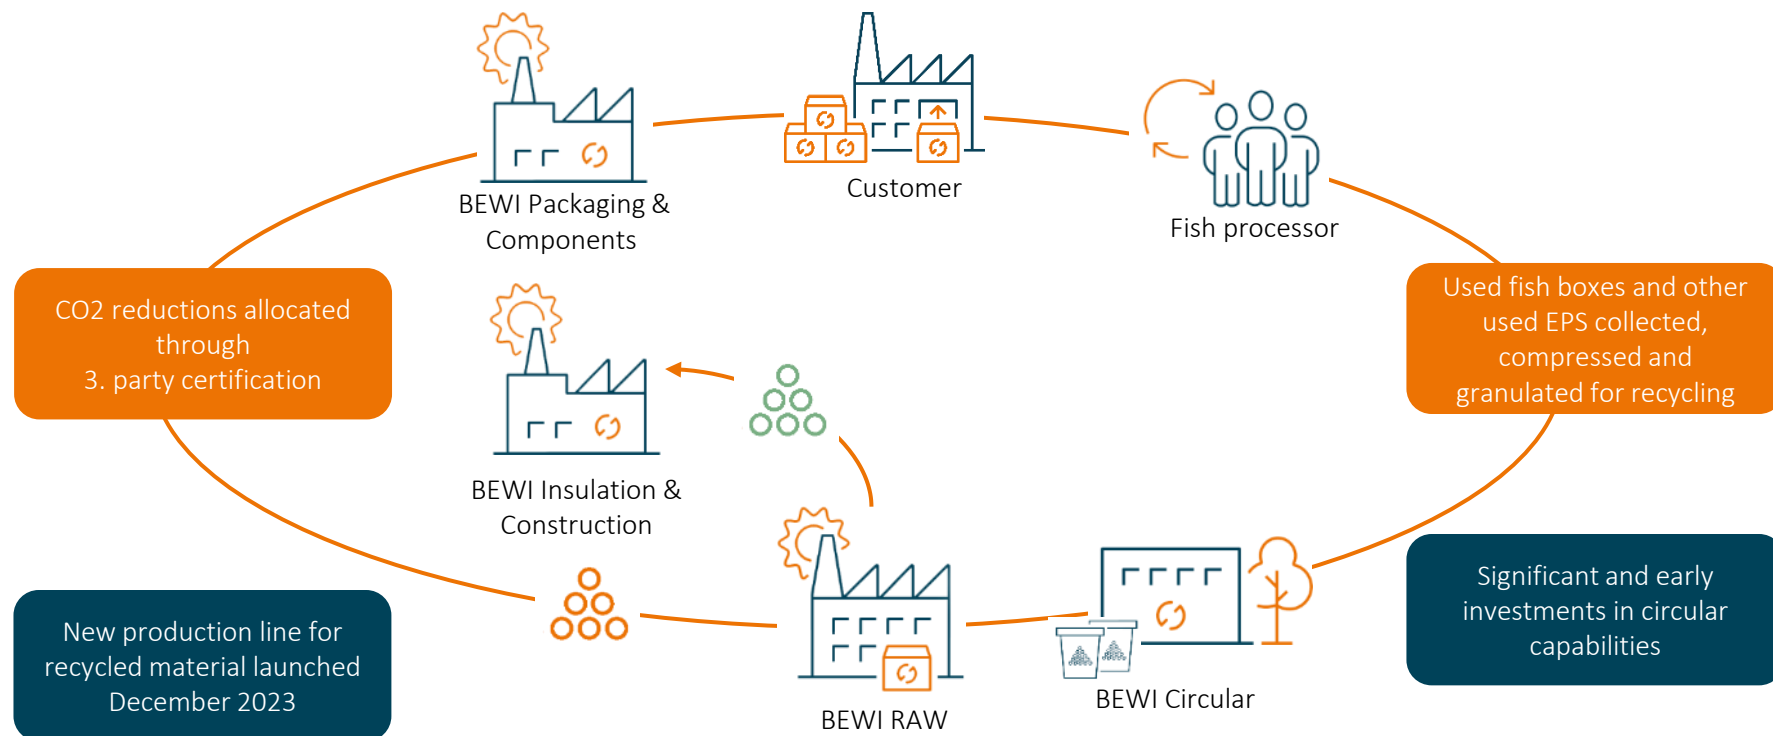 BEWI Packaging &
Components
Customer
Fish processor
CO2 reductions allocated
through
3. party certification
Used fish boxes and other
used EPS collected,
compressed and
granulated for recycling
BEWI Insulation &
Construction
New production line for
recycled material launched
December 2023
BEWI RAW
BEWI Circular
Significant and early
investments in circular
capabilities